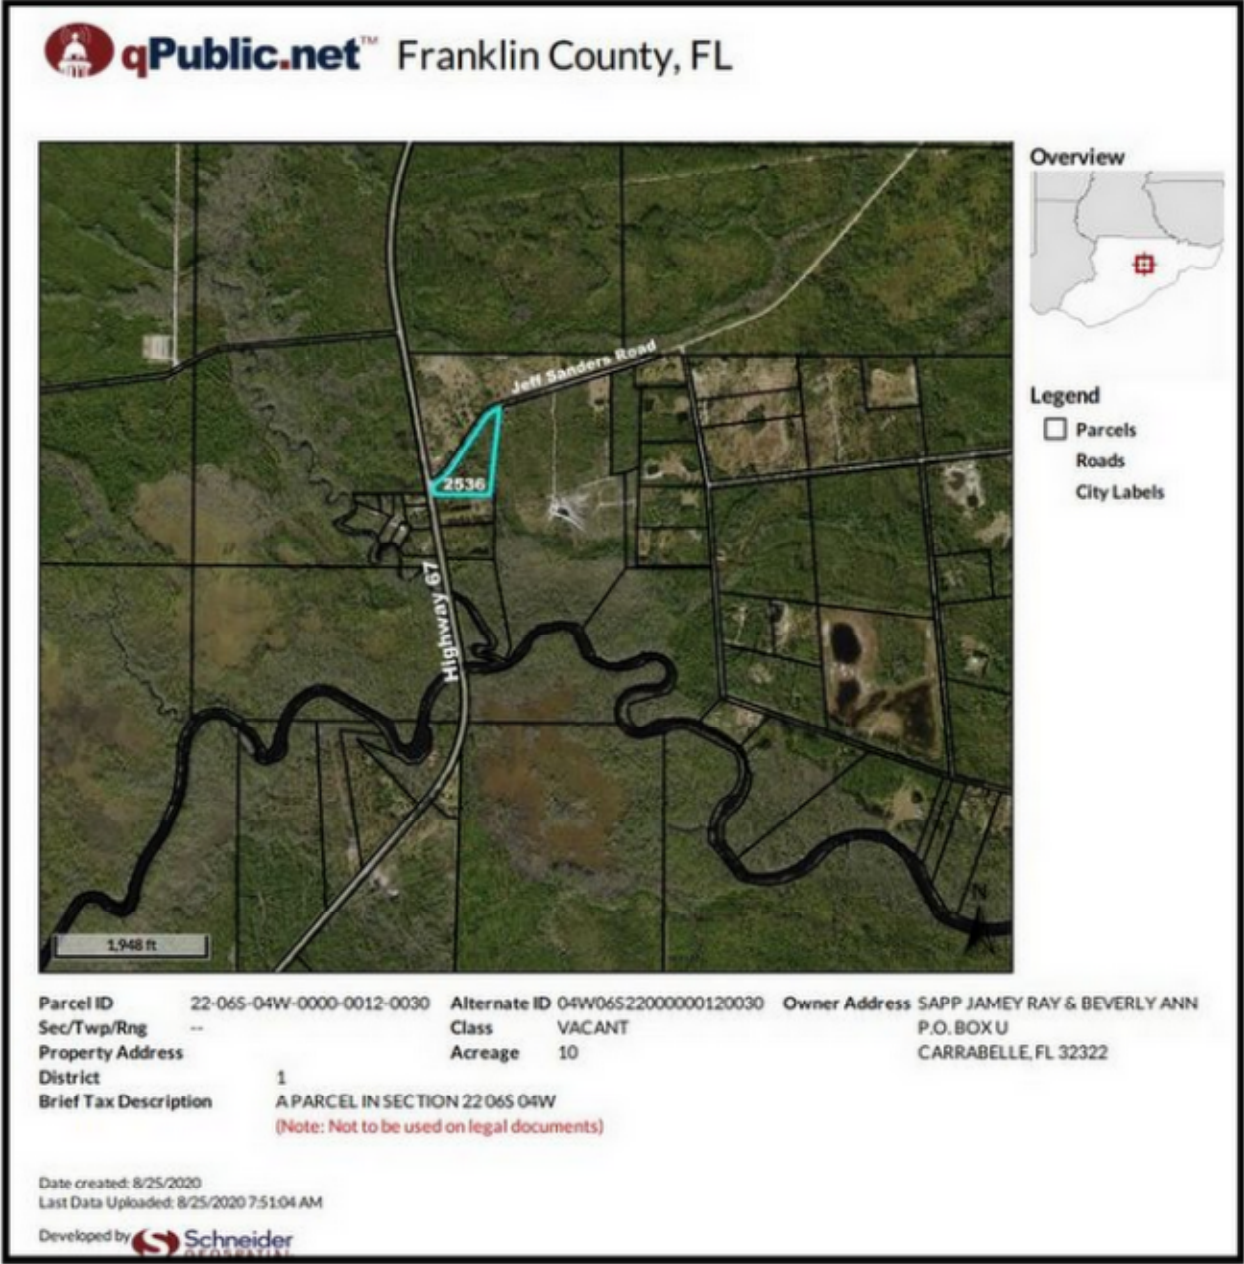 qPublic.net™ Franklin County, FL
Overview
Legend
Parcels
Roads
City Labels
Jeff Sanders Road
2536
Highway 67
N
1,948 ft
Parcel ID 22-06S-04W-0000-0012-0030 Alternate ID 04W06S22000000120030 Owner Address SAPP JAMEY RAY & BEVERLY ANN
Sec/Twp/Rng -- Class VACANT P.O. BOX U
Property Address Acreage 10 CARRABELLE, FL 32322
District 1
Brief Tax Description A PARCEL IN SECTION 22 06S 04W
(Note: Not to be used on legal documents)
Date created: 8/25/2020
Last Data Uploaded: 8/25/2020 7:51:04 AM
Developed by Schneider
GEOSPATIAL